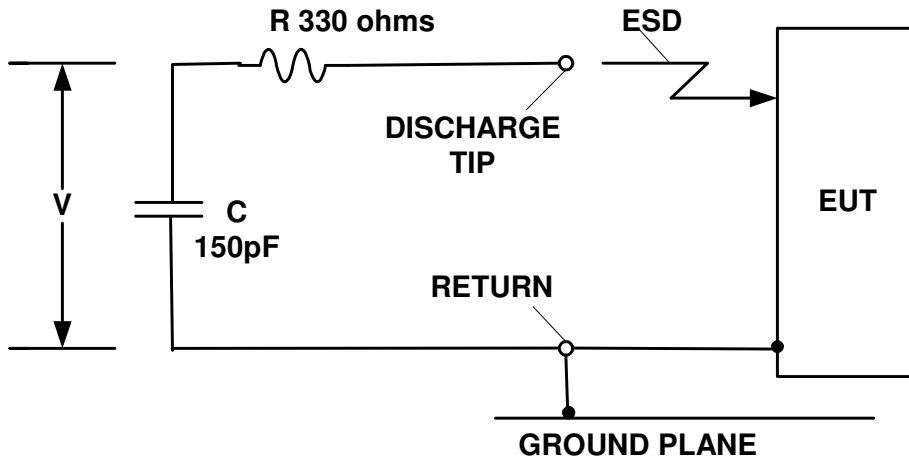 R 330 ohms
ESD
DISCHARGE
TIP
V
C
150pF
EUT
RETURN
GROUND PLANE